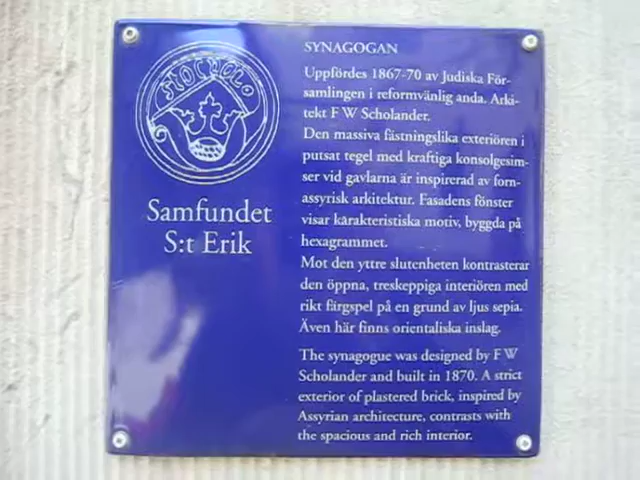 STOCHOLM
Samfundet
S:t Erik
SYNAGOGAN
Uppfördes 1867-70 av Judiska För-
samlingen i reformvänlig anda. Arki-
tekt F W Scholander.
Den massiva fästningslika exteriören i
putsat tegel med kraftiga konsolgesim-
ser vid gavlarna är inspirerad av forn-
assyrisk arkitektur. Fasadens fönster
visar karakteristiska motiv, byggda på
hexagrammet.
Mot den yttre slutenheten kontrasterar
den öppna, treskeppiga interiören med
rikt färgspel på en grund av ljus sepia.
Även här finns orientaliska inslag.
The synagogue was designed by F W
Scholander and built in 1870. A strict
exterior of plastered brick, inspired by
Assyrian architecture, contrasts with
the spacious and rich interior.